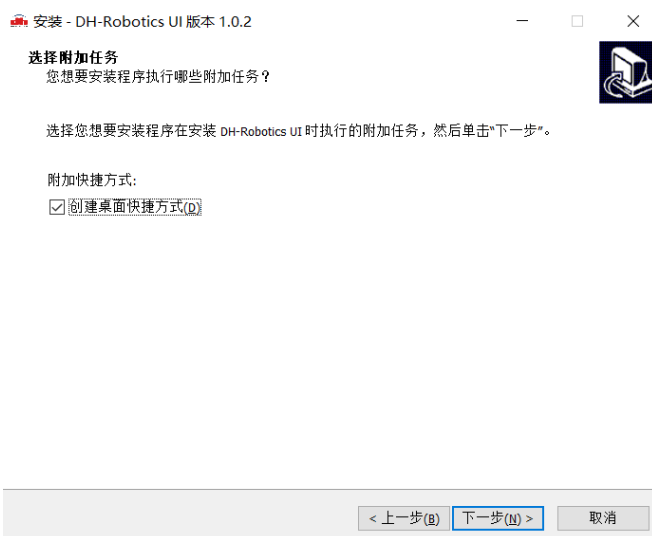 安装 - DH-Robotics UI 版本 1.0.2
选择附加任务
您想要安装程序执行哪些附加任务？
选择您想要安装程序在安装 DH-Robotics UI 时执行的附加任务，然后单击“下一步”。
附加快捷方式:
创建桌面快捷方式(D)
< 上一步(B)
下一步(N) >
取消